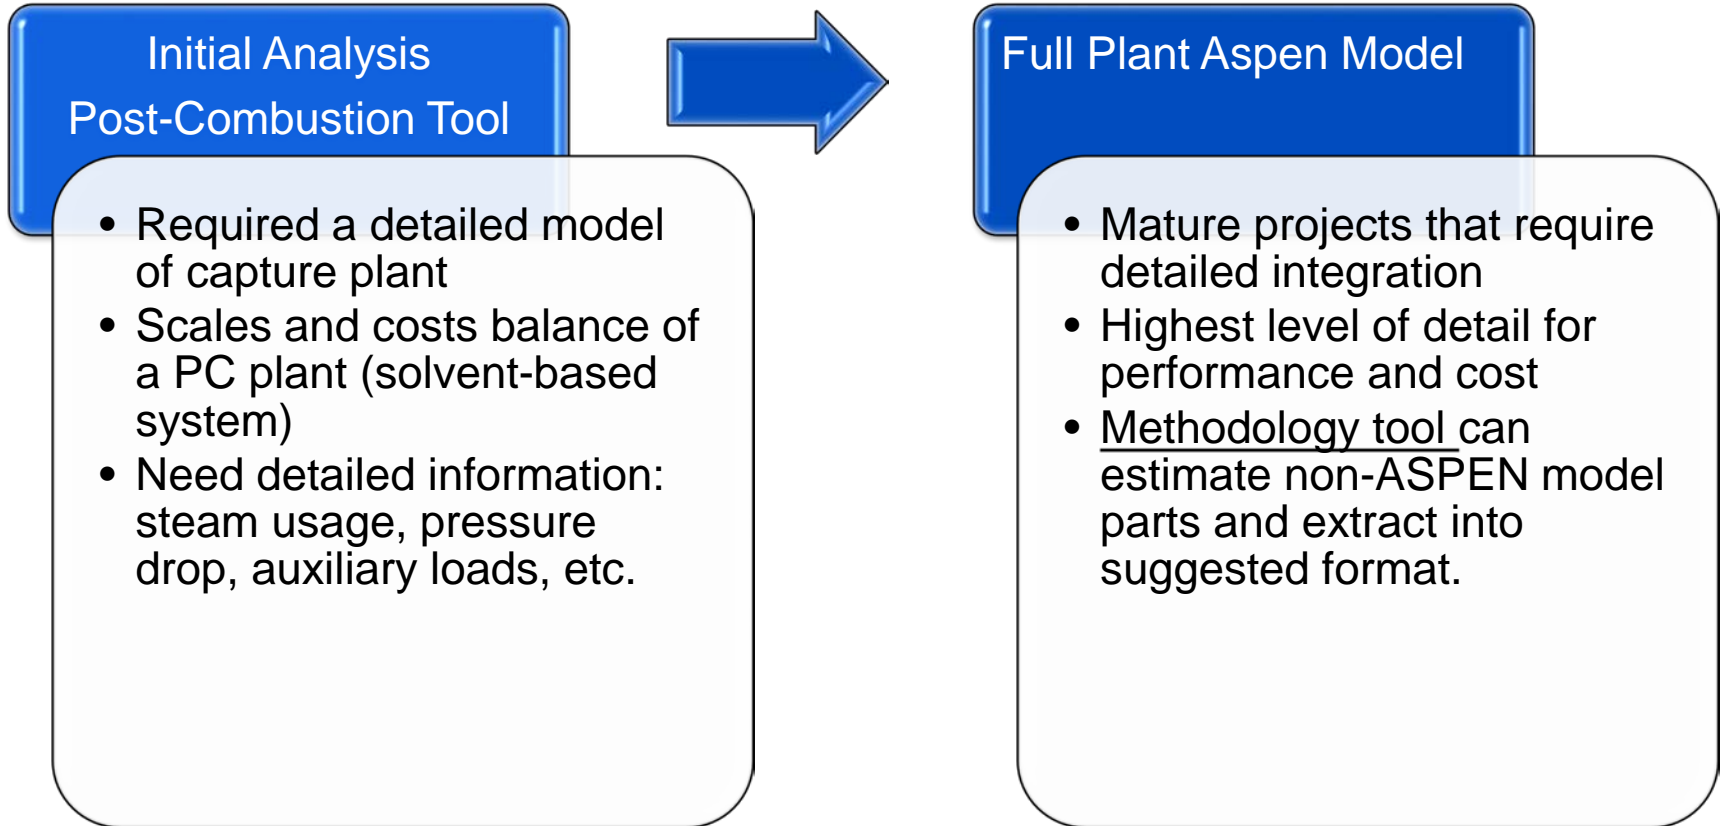 Initial Analysis
Post-Combustion Tool
• Required a detailed model
of capture plant
• Scales and costs balance of
a PC plant (solvent-based
system)
• Need detailed information:
steam usage, pressure
drop, auxiliary loads, etc.
Full Plant Aspen Model
• Mature projects that require
detailed integration
• Highest level of detail for
performance and cost
• Methodology tool can
estimate non-ASPEN model
parts and extract into
suggested format.